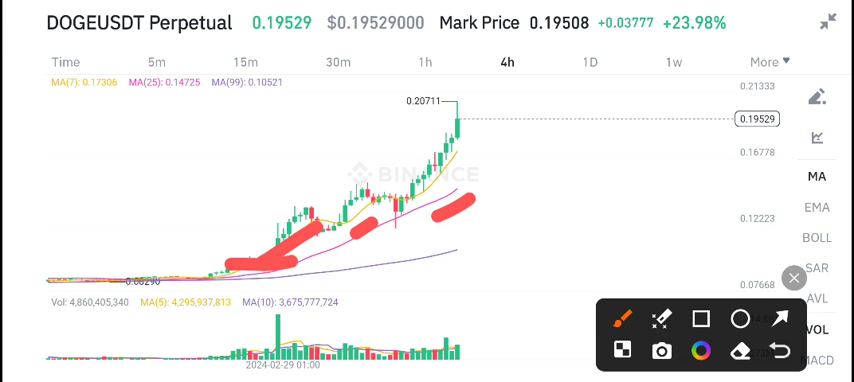 DOGEUSDT Perpetual 0.19529 $0.19529000 Mark Price 0.19508 +0.03777 +23.98%
Time 5m 15m 30m 1h 4h 1D 1w More
MA(7): 0.17306 MA(25): 0.14725 MA(99): 0.10521
0.21333
0.20711
0.19529
0.16778
BINANCE
MA
EMA
0.12223
BOLL
SAR
0.08290
0.07668
AVL
Vol: 4,860,405,340 MA(5): 4,295,937,813 MA(10): 3,675,777,724
VOL
MACD
2024-02-29 01:00